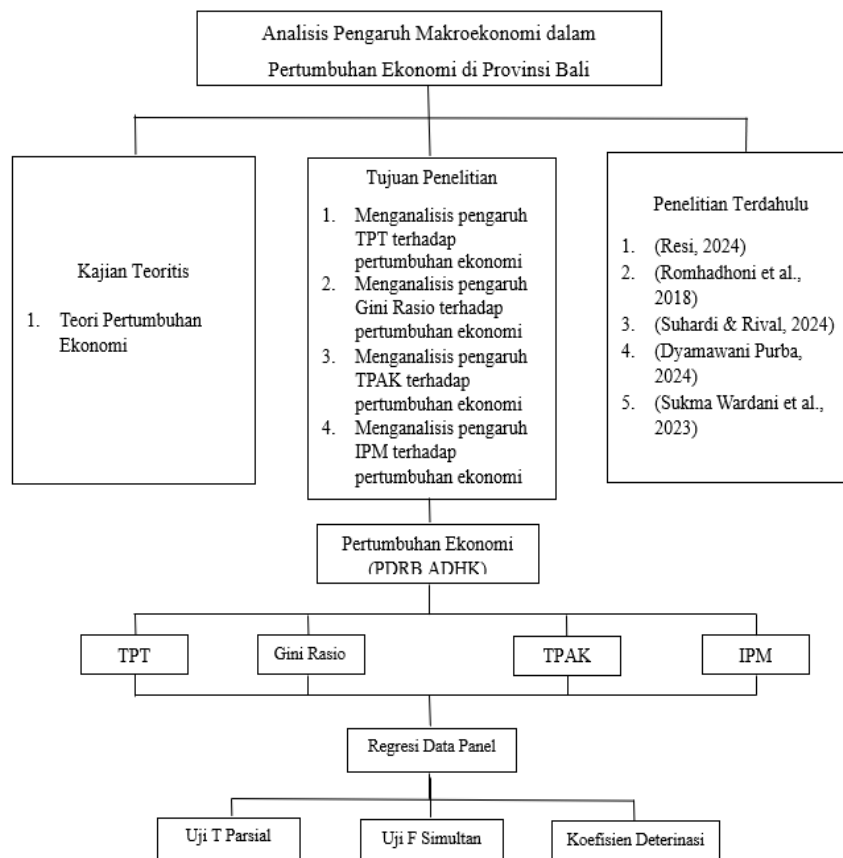 Analisis Pengaruh Makroekonomi dalam
Pertumbuhan Ekonomi di Provinsi Bali
Kajian Teoritis
1. Teori Pertumbuhan
Ekonomi
Tujuan Penelitian
1. Menganalisis pengaruh
TPT terhadap
pertumbuhan ekonomi
2. Menganalisis pengaruh
Gini Rasio terhadap
pertumbuhan ekonomi
3. Menganalisis pengaruh
TPAK terhadap
pertumbuhan ekonomi
4. Menganalisis pengaruh
IPM terhadap
pertumbuhan ekonomi
Penelitian Terdahulu
1. (Resi, 2024)
2. (Romhadhoni et al.,
2018)
3. (Suhardi & Rival, 2024)
4. (Dyamawani Purba,
2024)
5. (Sukma Wardani et al.,
2023)
Pertumbuhan Ekonomi
(PDRB ADHK)
TPT
Gini Rasio
TPAK
IPM
Regresi Data Panel
Uji T Parsial
Uji F Simultan
Koefisien Deterinasi